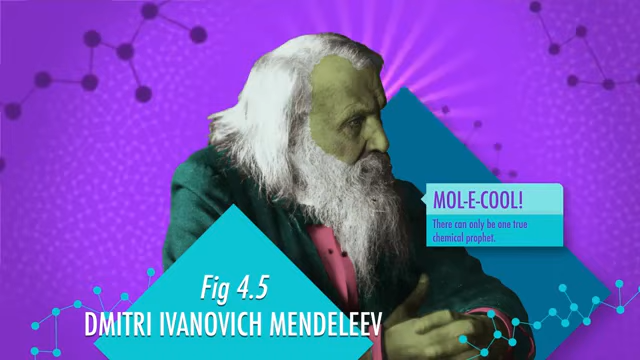 MOL-E-COOL!
There can only be one true
chemical prophet.
Fig 4.5
DMITRI IVANOVICH MENDELEEV